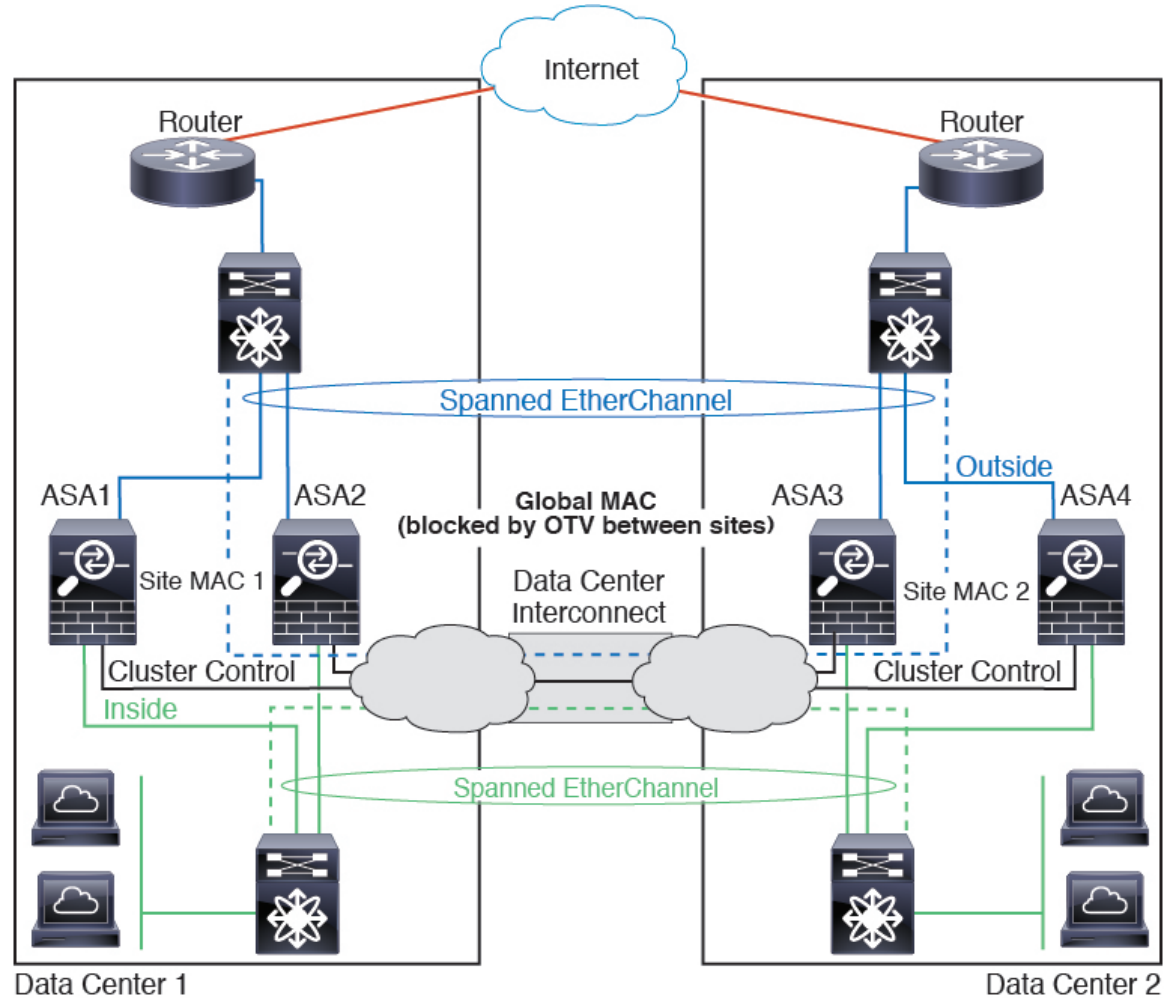 Internet
Router
Router
Spanned EtherChannel
Outside
ASA1
ASA2
Global MAC
(blocked by OTV between sites)
ASA3
ASA4
Site MAC 1
Data Center
Interconnect
Site MAC 2
Cluster Control
Cluster Control
Inside
Spanned EtherChannel
Data Center 1
Data Center 2